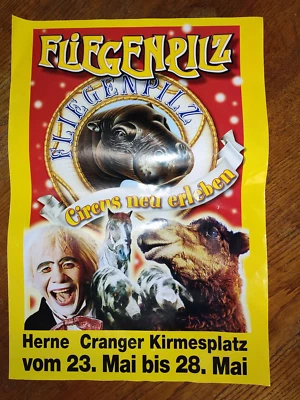 FLiEGENPiLZ
FLIEGENPILZ
Circus neu erleben
Herne Cranger Kirmesplatz
vom 23. Mai bis 28. Mai